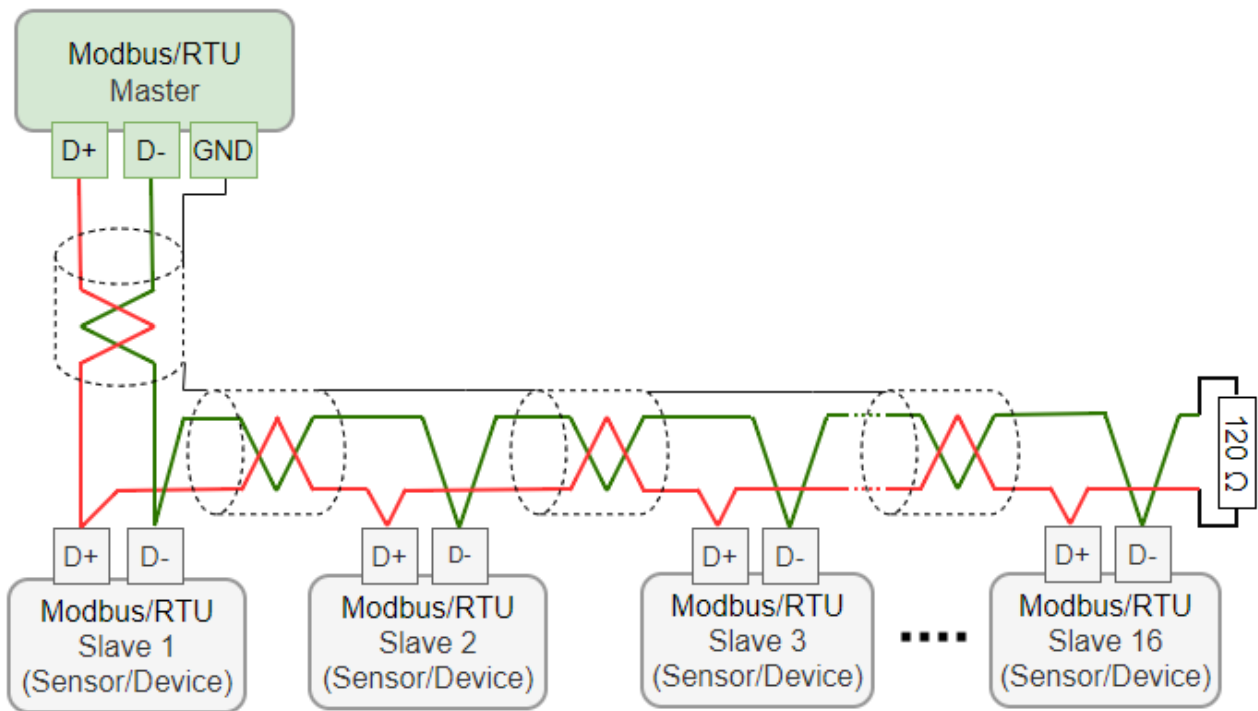 Modbus/RTU
Master
D+ D- GND
120 Ω
D+ D- D+ D- D+ D- D+ D-
Modbus/RTU
Slave 1
(Sensor/Device)
Modbus/RTU
Slave 2
(Sensor/Device)
Modbus/RTU
Slave 3
(Sensor/Device)
Modbus/RTU
Slave 16
(Sensor/Device)